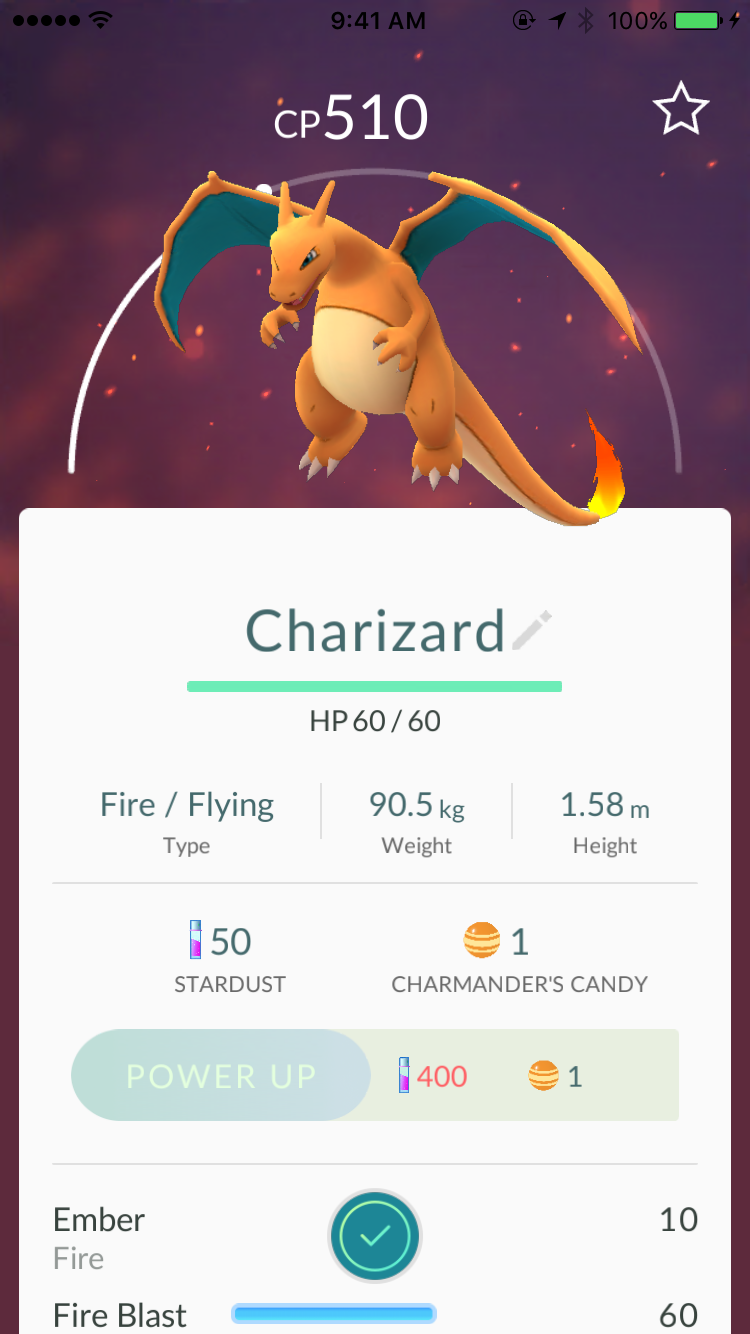 9:41 AM 100%
CP510
Charizard
HP 60 / 60
Fire / Flying 90.5 kg 1.58 m
Type Weight Height
50 1
STARDUST CHARMANDER'S CANDY
POWER UP 400 1
Ember 10
Fire
Fire Blast 60